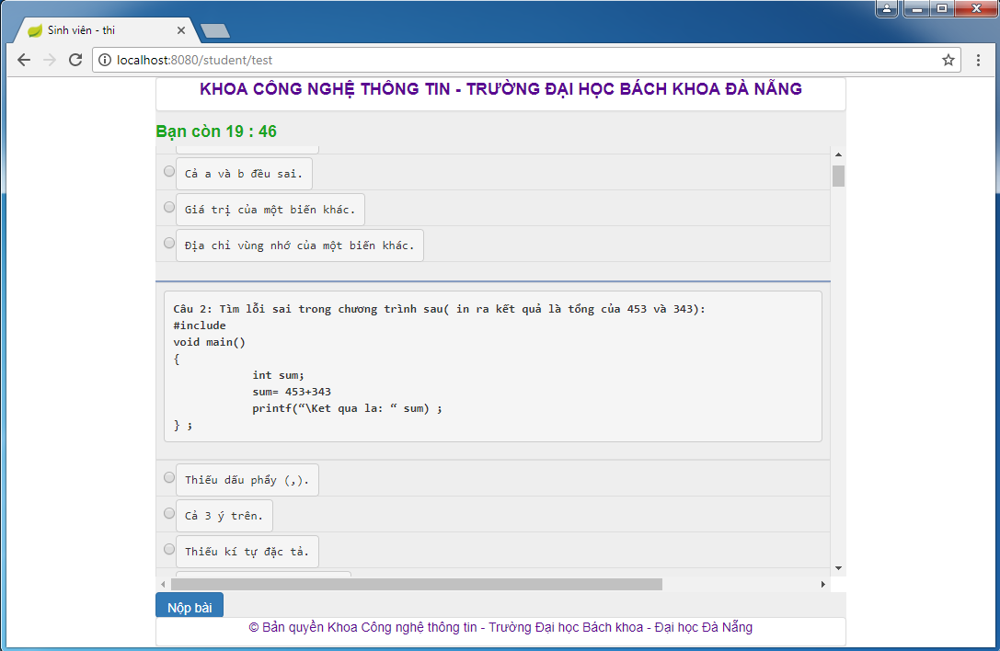 Sinh viên - thi
localhost:8080/student/test
KHOA CÔNG NGHỆ THÔNG TIN - TRƯỜNG ĐẠI HỌC BÁCH KHOA ĐÀ NẴNG
Bạn còn 19 : 46
Cả a và b đều sai.
Giá trị của một biến khác.
Địa chỉ vùng nhớ của một biến khác.
Câu 2: Tìm lỗi sai trong chương trình sau( in ra kết quả là tổng của 453 và 343):
#include
void main()
{
int sum;
sum= 453+343
printf(“\Ket qua la: “ sum) ;
} ;
Thiếu dấu phẩy (,).
Cả 3 ý trên.
Thiếu kí tự đặc tả.
Nộp bài
© Bản quyền Khoa Công nghệ thông tin - Trường Đại học Bách khoa - Đại học Đà Nẵng